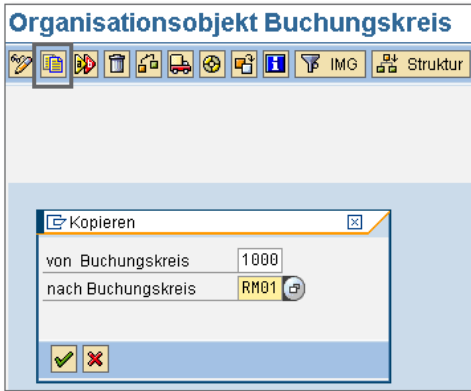 Organisationsobjekt Buchungskreis
IMG Struktur
Kopieren
von Buchungskreis 1000
nach Buchungskreis RM01